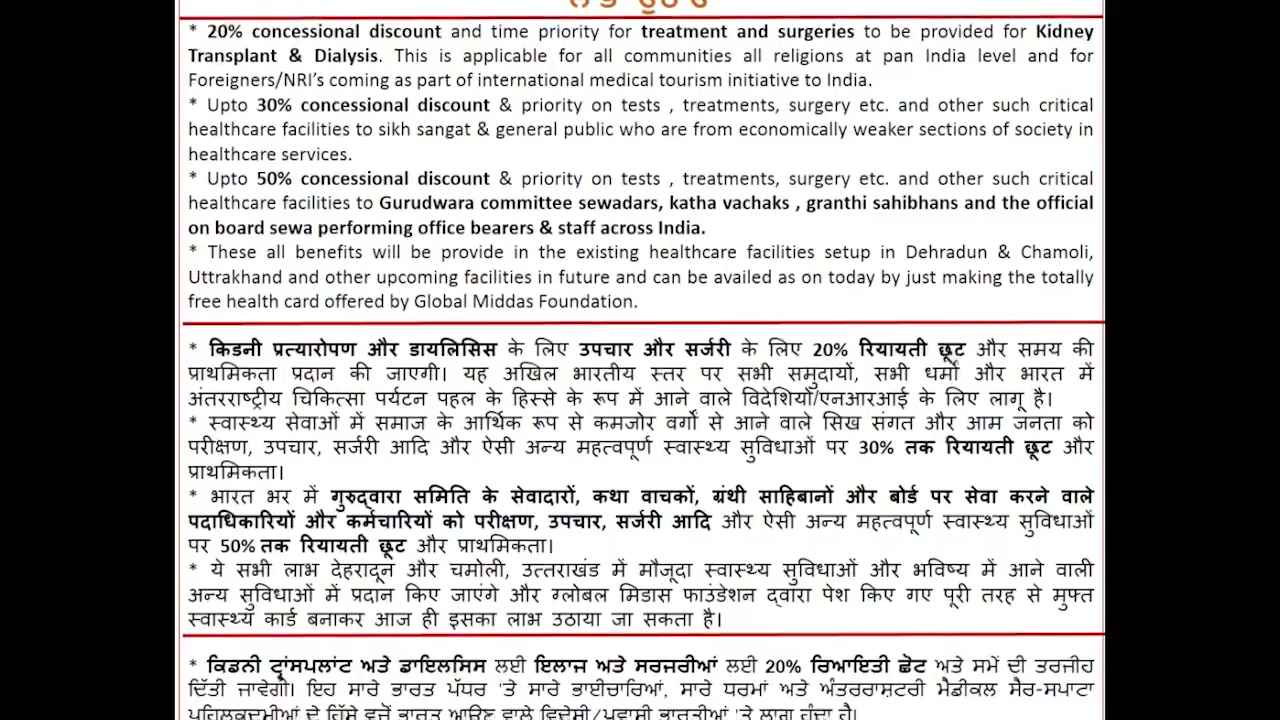 * 20% concessional discount and time priority for treatment and surgeries to be provided for Kidney
Transplant & Dialysis. This is applicable for all communities all religions at pan India level and for
Foreigners/NRI's coming as part of international medical tourism initiative to India.
* Upto 30% concessional discount & priority on tests , treatments, surgery etc. and other such critical
healthcare facilities to sikh sangat & general public who are from economically weaker sections of society in
healthcare services.
* Upto 50% concessional discount & priority on tests , treatments, surgery etc. and other such critical
healthcare facilities to Gurudwara committee sewadars, katha vachaks , granthi sahibhans and the official
on board sewa performing office bearers & staff across India.
* These all benefits will be provide in the existing healthcare facilities setup in Dehradun & Chamoli,
Uttrakhand and other upcoming facilities in future and can be availed as on today by just making the totally
free health card offered by Global Middas Foundation.
* किडनी प्रत्यारोपण और डायलिसिस के लिए उपचार और सर्जरी के लिए 20% रियायती छूट और समय की
प्राथमिकता प्रदान की जाएगी। यह अखिल भारतीय स्तर पर सभी समुदायों, सभी धर्मों और भारत में
अंतरराष्ट्रीय चिकित्सा पर्यटन पहल के हिस्से के रूप में आने वाले विदेशियों/एनआरआई के लिए लागू है।
* स्वास्थ्य सेवाओं में समाज के आर्थिक रूप से कमजोर वर्गों से आने वाले सिख संगत और आम जनता को
परीक्षण, उपचार, सर्जरी आदि और ऐसी अन्य महत्वपूर्ण स्वास्थ्य सुविधाओं पर 30% तक रियायती छूट और
प्राथमिकता।
* भारत भर में गुरुद्वारा समिति के सेवादारों, कथा वाचकों, ग्रंथी साहिबानों और बोर्ड पर सेवा करने वाले
पदाधिकारियों और कर्मचारियों को परीक्षण, उपचार, सर्जरी आदि और ऐसी अन्य महत्वपूर्ण स्वास्थ्य सुविधाओं
पर 50% तक रियायती छूट और प्राथमिकता।
* ये सभी लाभ देहरादून और चमोली, उत्तराखंड में मौजूदा स्वास्थ्य सुविधाओं और भविष्य में आने वाली
अन्य सुविधाओं में प्रदान किए जाएंगे और ग्लोबल मिडास फाउंडेशन द्वारा पेश किए गए पूरी तरह से मुफ्त
स्वास्थ्य कार्ड बनाकर आज ही इसका लाभ उठाया जा सकता है।
* ਕਿਡਨੀ ਟ੍ਰਾਂਸਪਲਾਂਟ ਅਤੇ ਡਾਇਲਸਿਸ ਲਈ ਇਲਾਜ ਅਤੇ ਸਰਜਰੀਆਂ ਲਈ 20% ਰਿਆਇਤੀ ਛੋਟ ਅਤੇ ਸਮੇਂ ਦੀ ਤਰਜੀਹ
ਦਿੱਤੀ ਜਾਵੇਗੀ। ਇਹ ਸਾਰੇ ਭਾਰਤ ਪੱਧਰ 'ਤੇ ਸਾਰੇ ਭਾਈਚਾਰਿਆਂ, ਸਾਰੇ ਧਰਮਾਂ ਅਤੇ ਅੰਤਰਰਾਸ਼ਟਰੀ ਮੈਡੀਕਲ ਸੈਰ-ਸਪਾਟਾ
ਪਹਿਲਕਦਮੀਆਂ ਦੇ ਹਿੱਸੇ ਵਜੋਂ ਭਾਰਤ ਆਉਣ ਵਾਲੇ ਵਿਦੇਸ਼ੀ/ਪ੍ਰਵਾਸੀ ਭਾਰਤੀਆਂ 'ਤੇ ਲਾਗੂ ਹੁੰਦਾ ਹੈ।